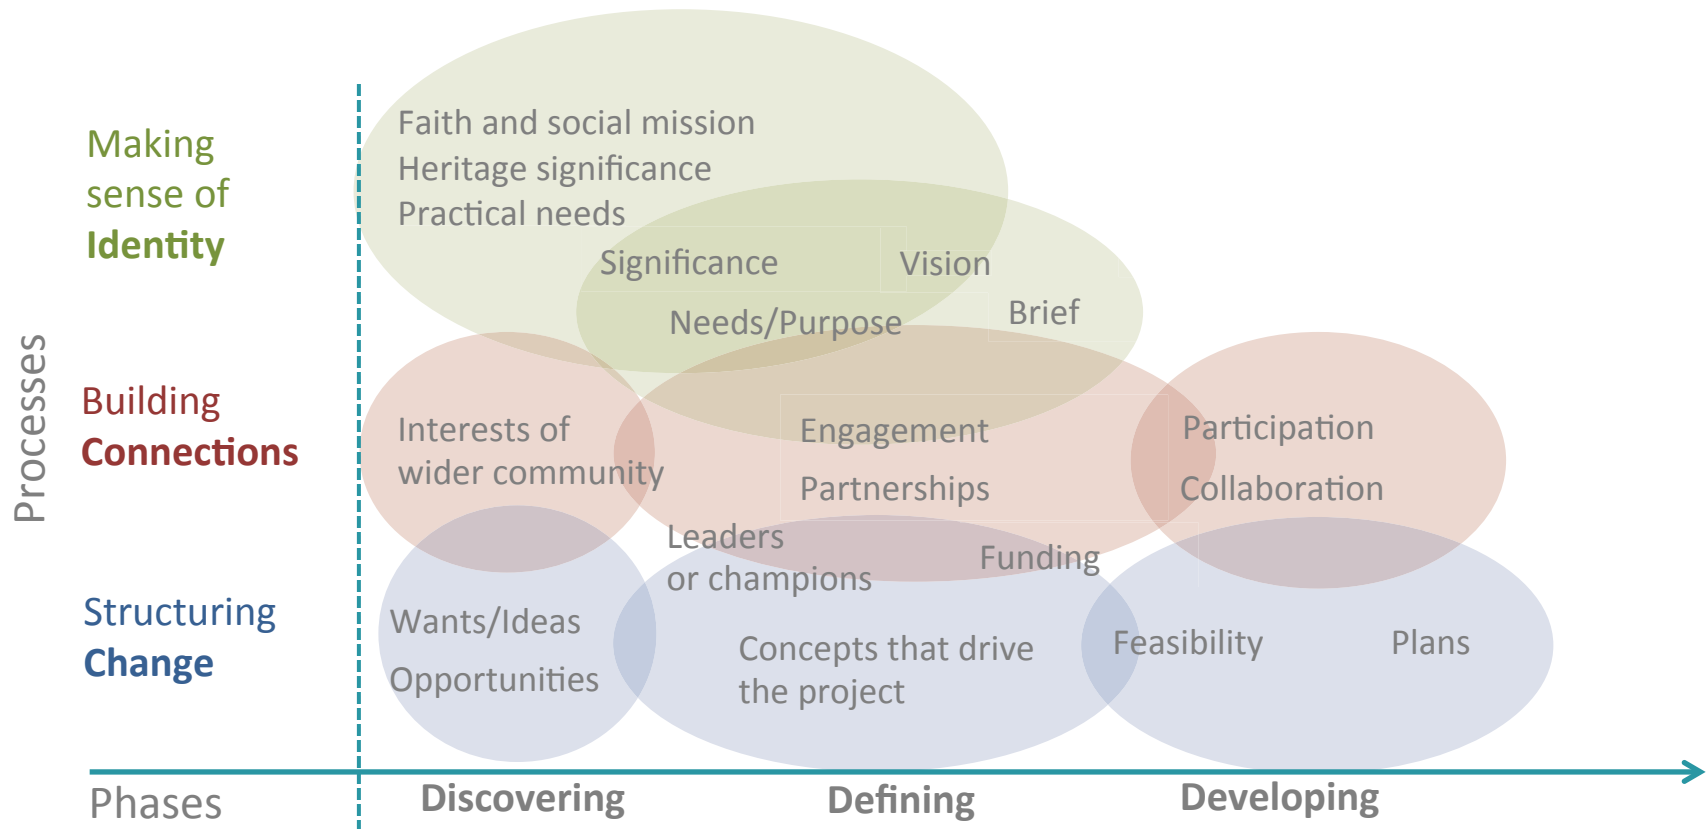 Processes
Making
sense of
Identity
Faith and social mission
Heritage significance
Practical needs
Significance
Vision
Needs/Purpose
Brief
Building
Connections
Interests of
wider community
Engagement
Partnerships
Participation
Collaboration
Leaders
or champions
Funding
Structuring
Change
Wants/Ideas
Opportunities
Concepts that drive
the project
Feasibility
Plans
Phases
Discovering
Defining
Developing